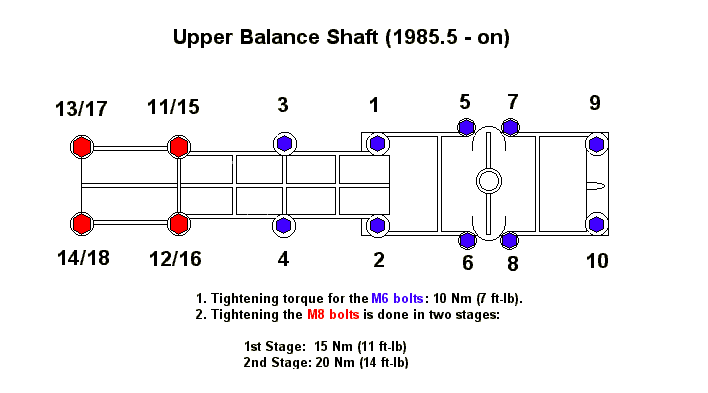 Upper Balance Shaft (1985.5 - on)
13/17 11/15 3 1 5 7 9
14/18 12/16 4 2 6 8 10
1. Tightening torque for the M6 bolts: 10 Nm (7 ft-lb).
2. Tightening the M8 bolts is done in two stages:
1st Stage: 15 Nm (11 ft-lb)
2nd Stage: 20 Nm (14 ft-lb)